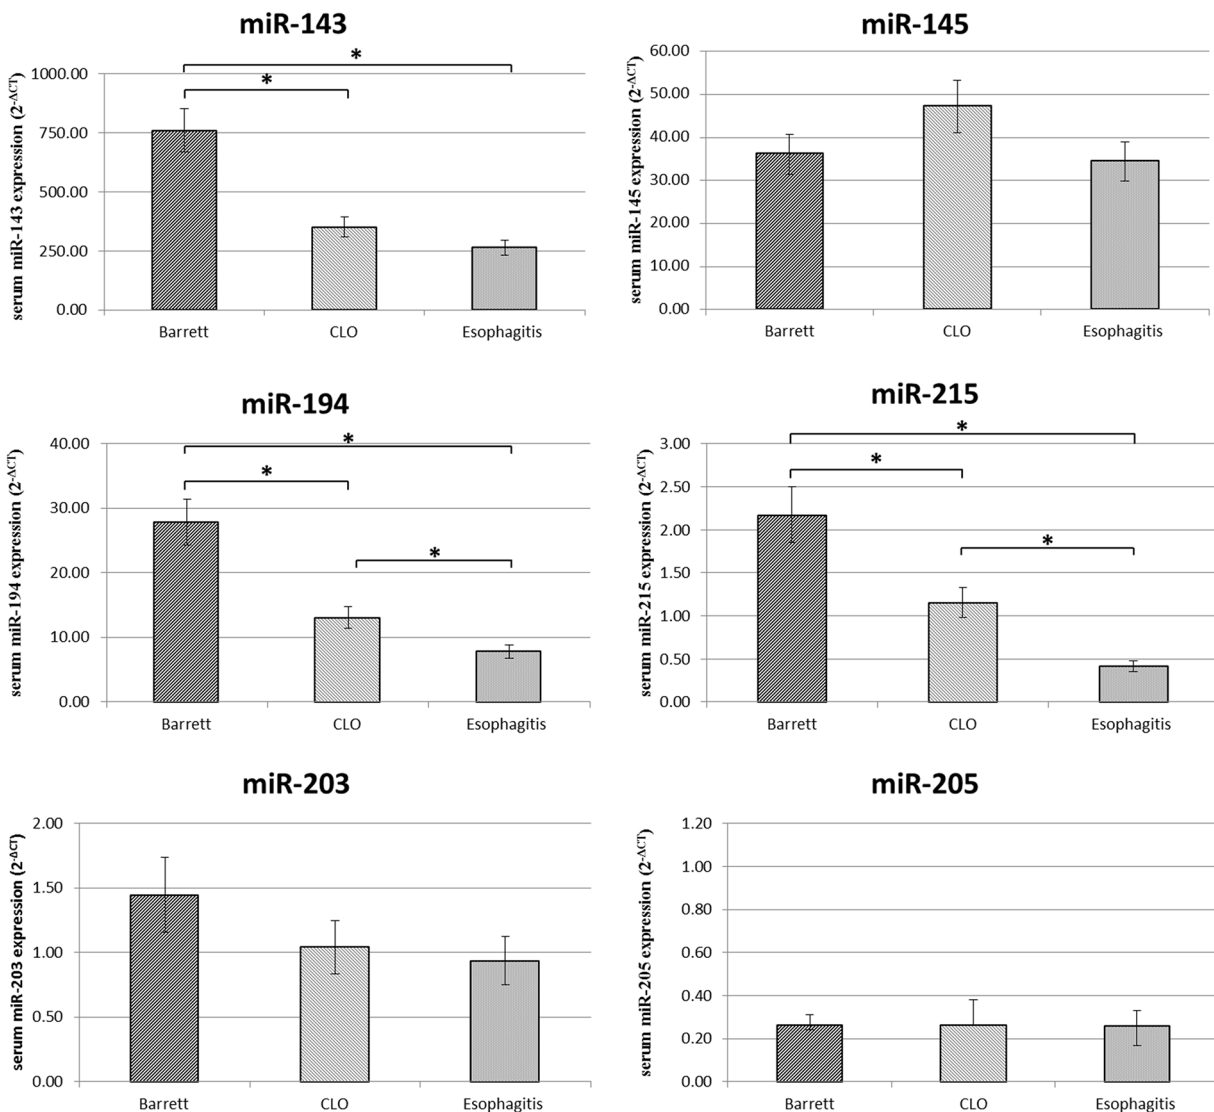 miR-143
*
*
serum miR-143 expression (2-ΔCT)
1000.00
750.00
500.00
250.00
0.00
Barrett CLO Esophagitis
miR-145
serum miR-145 expression (2-ΔCT)
60.00
50.00
40.00
30.00
20.00
10.00
0.00
Barrett CLO Esophagitis
miR-194
*
*
*
serum miR-194 expression (2-ΔCT)
40.00
30.00
20.00
10.00
0.00
Barrett CLO Esophagitis
miR-215
*
*
*
serum miR-215 expression (2-ΔCT)
3.00
2.50
2.00
1.50
1.00
0.50
0.00
Barrett CLO Esophagitis
miR-203
serum miR-203 expression (2-ΔCT)
2.00
1.50
1.00
0.50
0.00
Barrett CLO Esophagitis
miR-205
serum miR-205 expression (2-ΔCT)
1.20
1.00
0.80
0.60
0.40
0.20
0.00
Barrett CLO Esophagitis